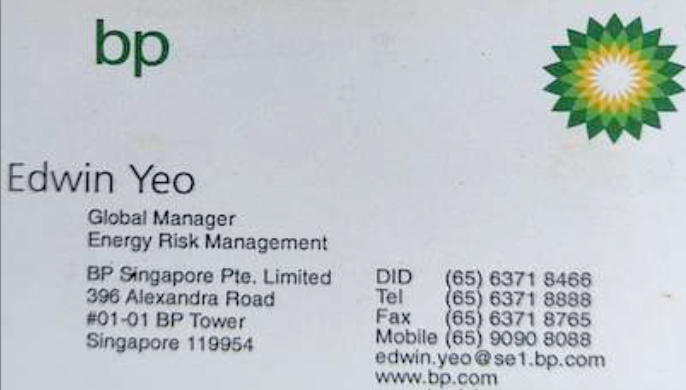 bp
Edwin Yeo
Global Manager
Energy Risk Management
BP Singapore Pte. Limited
396 Alexandra Road
#01-01 BP Tower
Singapore 119954
DID (65) 6371 8466
Tel (65) 6371 8888
Fax (65) 6371 8765
Mobile (65) 9090 8088
edwin.yeo@se1.bp.com
www.bp.com